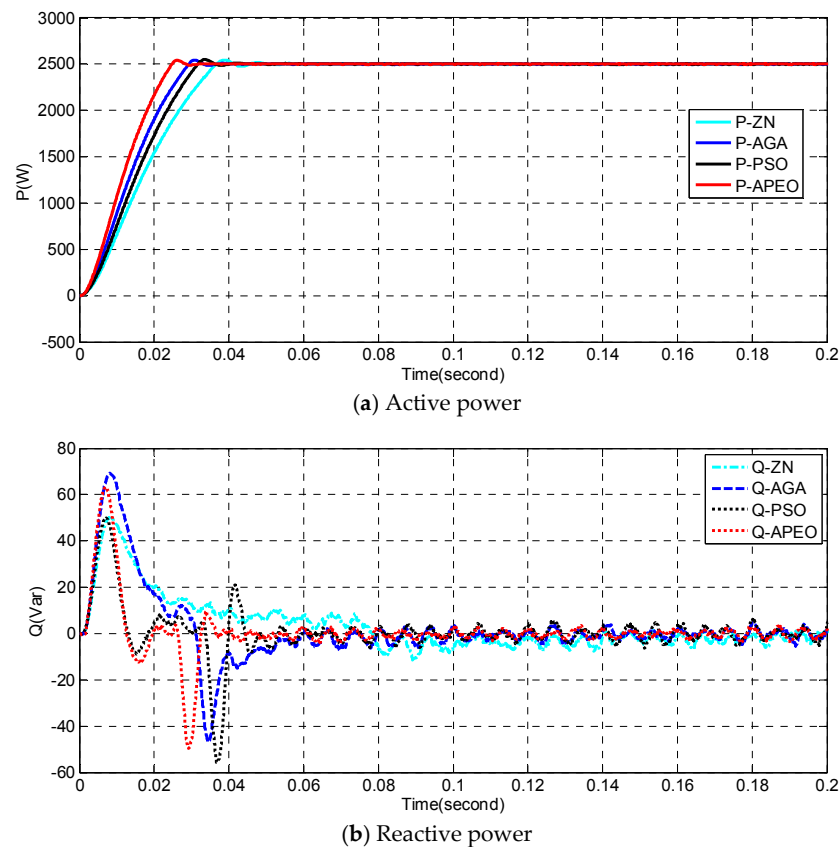 3000
2500
2000
1500
1000
500
0
-500
P(W)
P-ZN
P-AGA
P-PSO
P-APEO
0 0.02 0.04 0.06 0.08 0.1 0.12 0.14 0.16 0.18 0.2
Time(second)
(a) Active power
80
60
40
20
0
-20
-40
-60
Q(Var)
Q-ZN
Q-AGA
Q-PSO
Q-APEO
0 0.02 0.04 0.06 0.08 0.1 0.12 0.14 0.16 0.18 0.2
Time(second)
(b) Reactive power